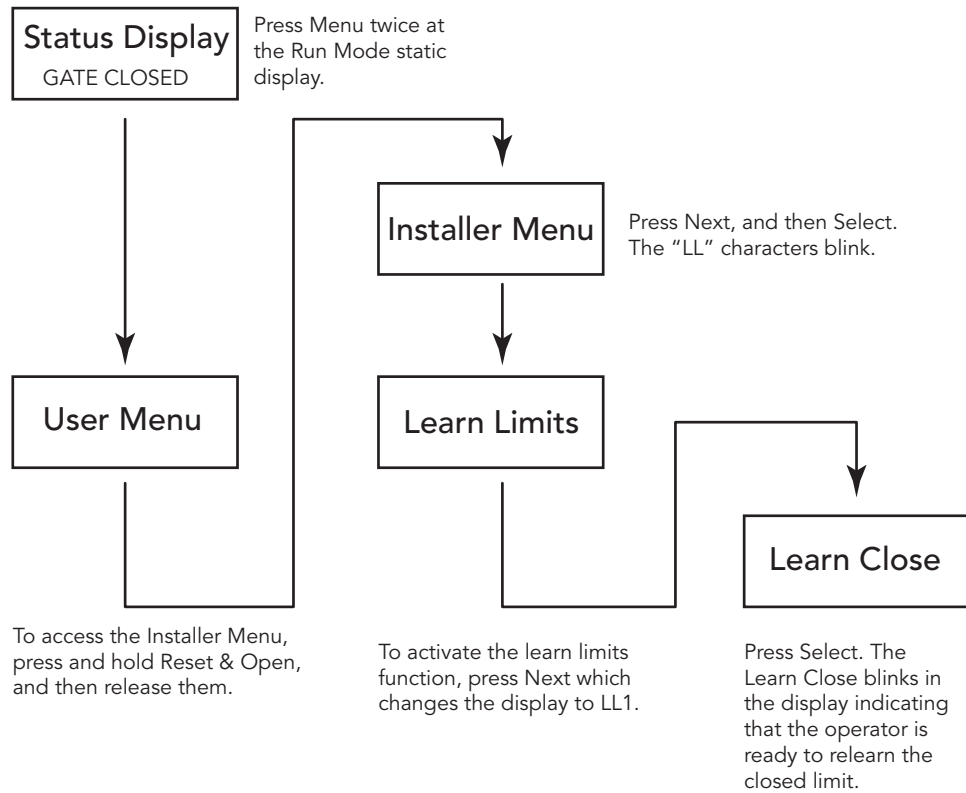 Status Display
GATE CLOSED
Press Menu twice at
the Run Mode static
display.
Installer Menu
Press Next, and then Select.
The “LL” characters blink.
User Menu
Learn Limits
Learn Close
To access the Installer Menu,
press and hold Reset & Open,
and then release them.
To activate the learn limits
function, press Next which
changes the display to LL1.
Press Select. The
Learn Close blinks in
the display indicating
that the operator is
ready to relearn the
closed limit.